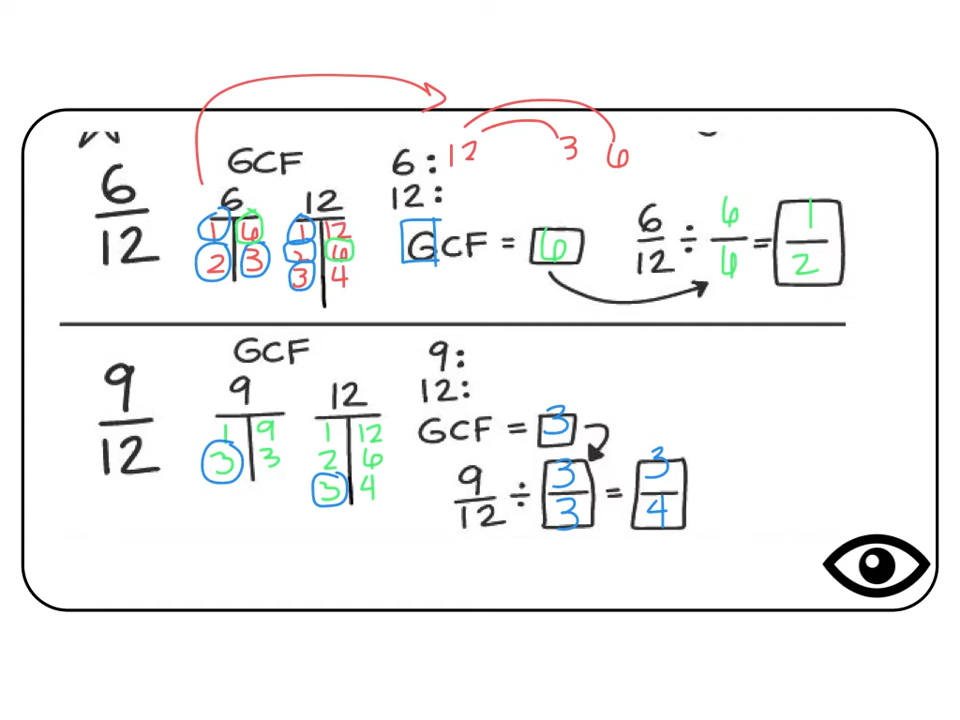 6/12
GCF
6
1 | 6
2 | 3
12
1 | 12
2 | 6
3 | 4
6: 12 3 6
12:
GCF = 6
6/12 ÷ 6/6 = 1/2
9/12
GCF
9
1 | 9
3 | 3
12
1 | 12
2 | 6
3 | 4
9:
12:
GCF = 3
9/12 ÷ 3/3 = 3/4